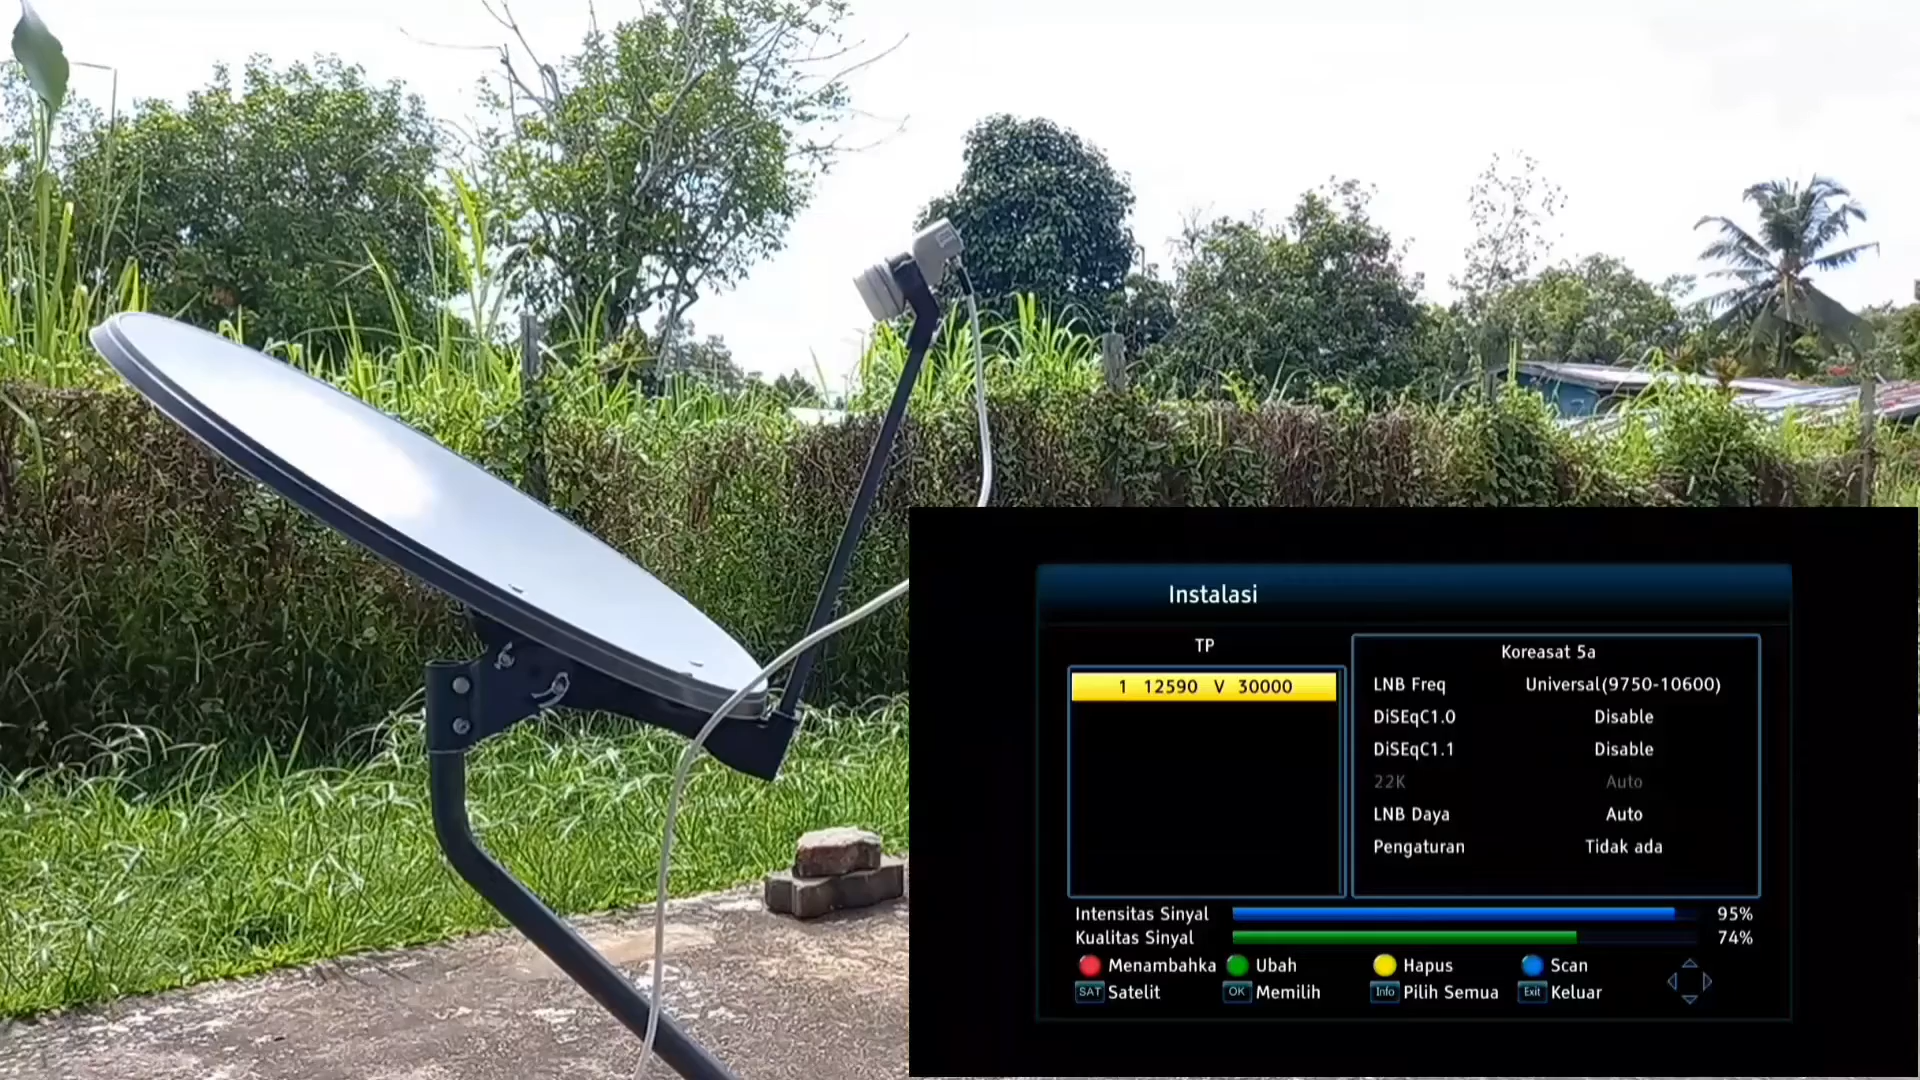 Instalasi
TP
1 12590 V 30000
Koreasat 5a
LNB Freq Universal(9750-10600)
DiSEqC1.0 Disable
DiSEqC1.1 Disable
22K Auto
LNB Daya Auto
Pengaturan Tidak ada
Intensitas Sinyal 95%
Kualitas Sinyal 74%
Menambahka Ubah Hapus Scan
SAT Satelit OK Memilih Info Pilih Semua Exit Keluar